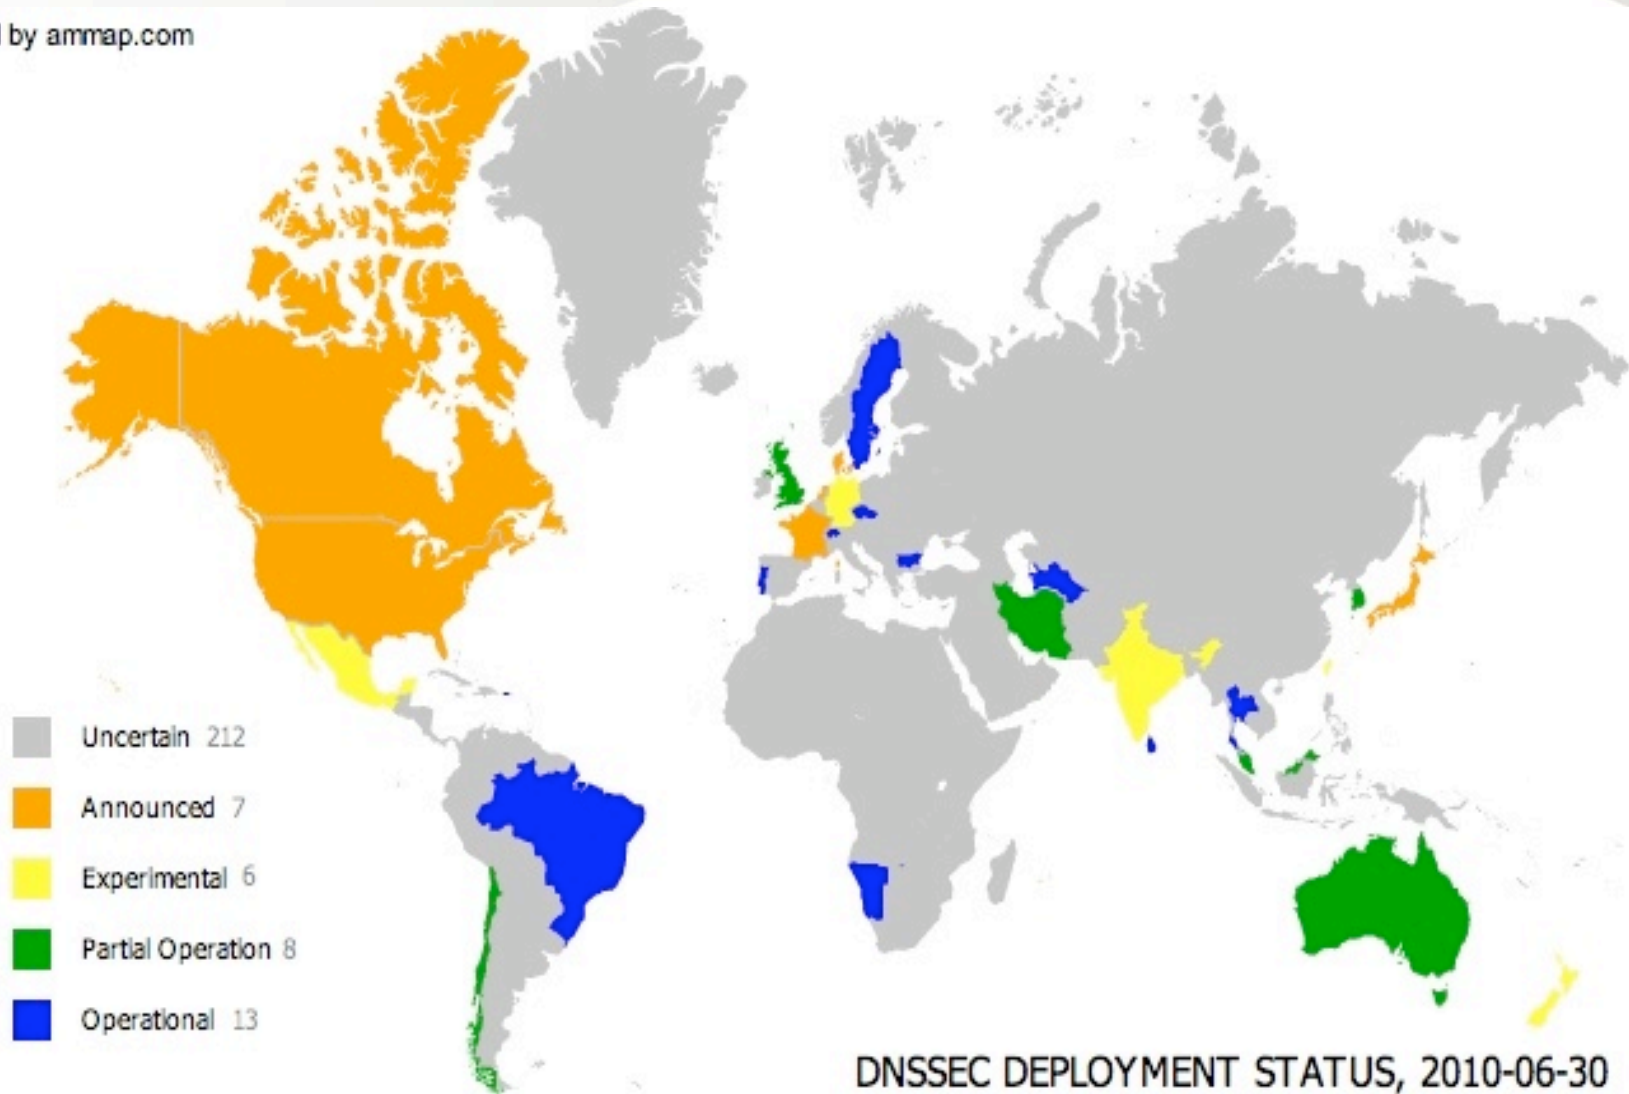 by ammap.com
Uncertain 212
Announced 7
Experimental 6
Partial Operation 8
Operational 13
DNSSEC DEPLOYMENT STATUS, 2010-06-30